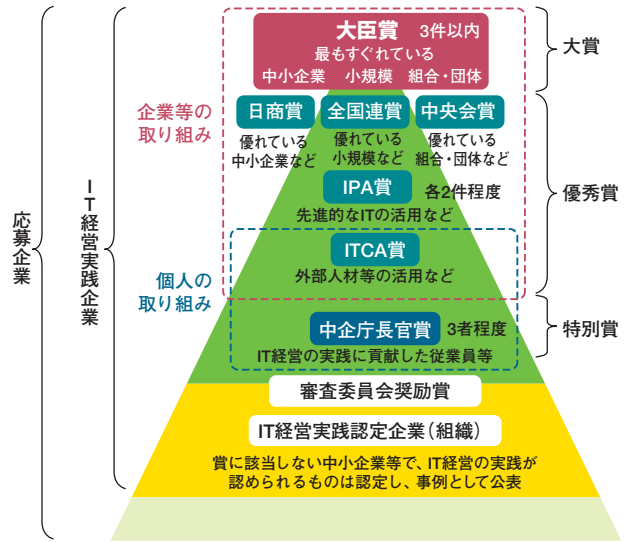 大臣賞 3件以内
最もすぐれている
中小企業 小規模 組合・団体
大賞
企業等の
取り組み
日商賞 全国連賞 中央会賞
優れている
中小企業など
優れている
小規模など
優れている
組合・団体など
IPA賞 各2件程度
先進的なITの活用など
優秀賞
ITCA賞
外部人材等の活用など
個人の
取り組み
中企庁長官賞 3者程度
IT経営の実践に貢献した従業員等
特別賞
応募企業
IT経営実践企業
審査委員会奨励賞
IT経営実践認定企業(組織)
賞に該当しない中小企業等で、IT経営の実践が
認められるものは認定し、事例として公表